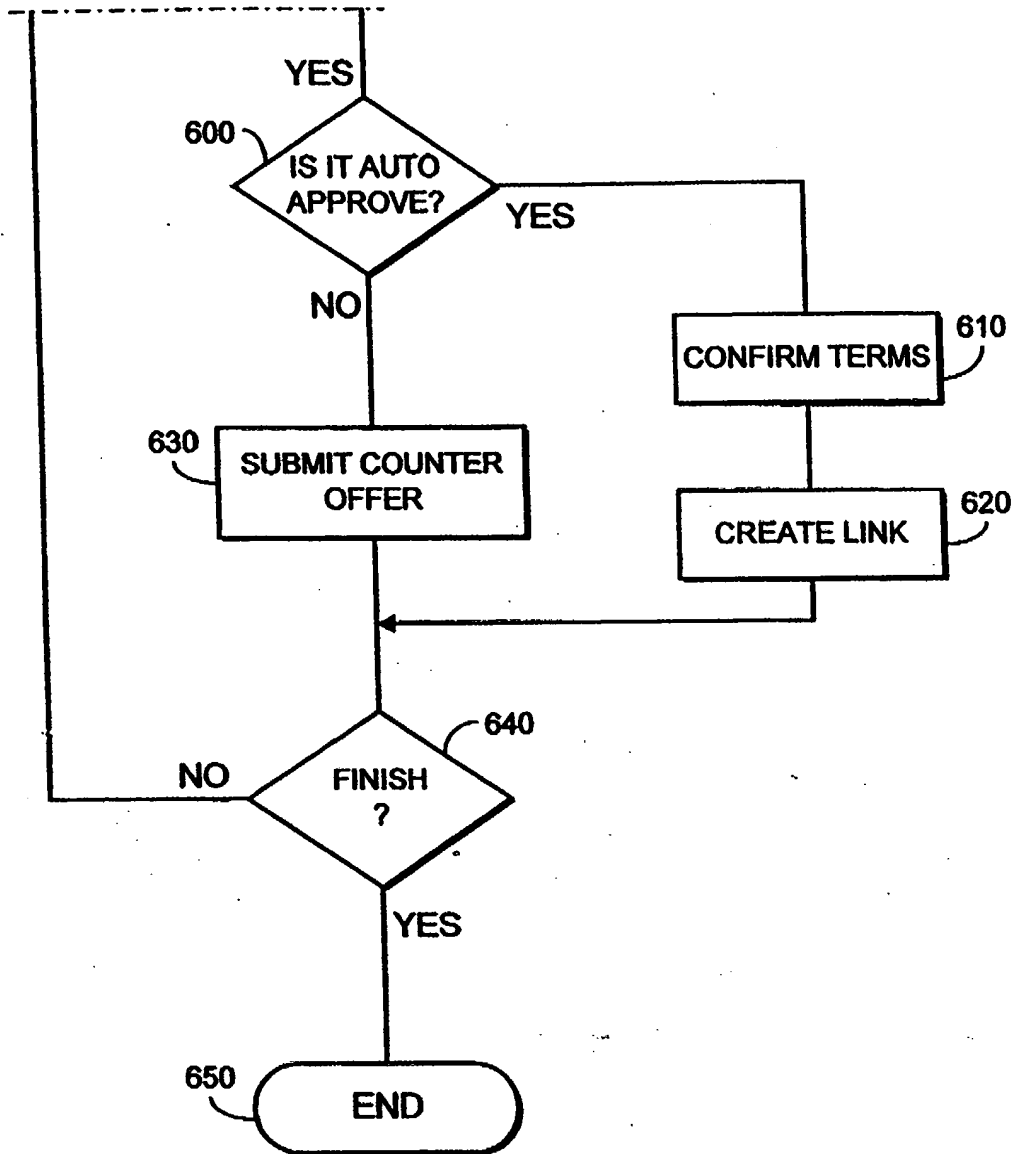 YES
600
IS IT AUTO
APPROVE?
YES
NO
610
CONFIRM TERMS
630
SUBMIT COUNTER
OFFER
620
CREATE LINK
640
NO
FINISH
?
YES
650
END